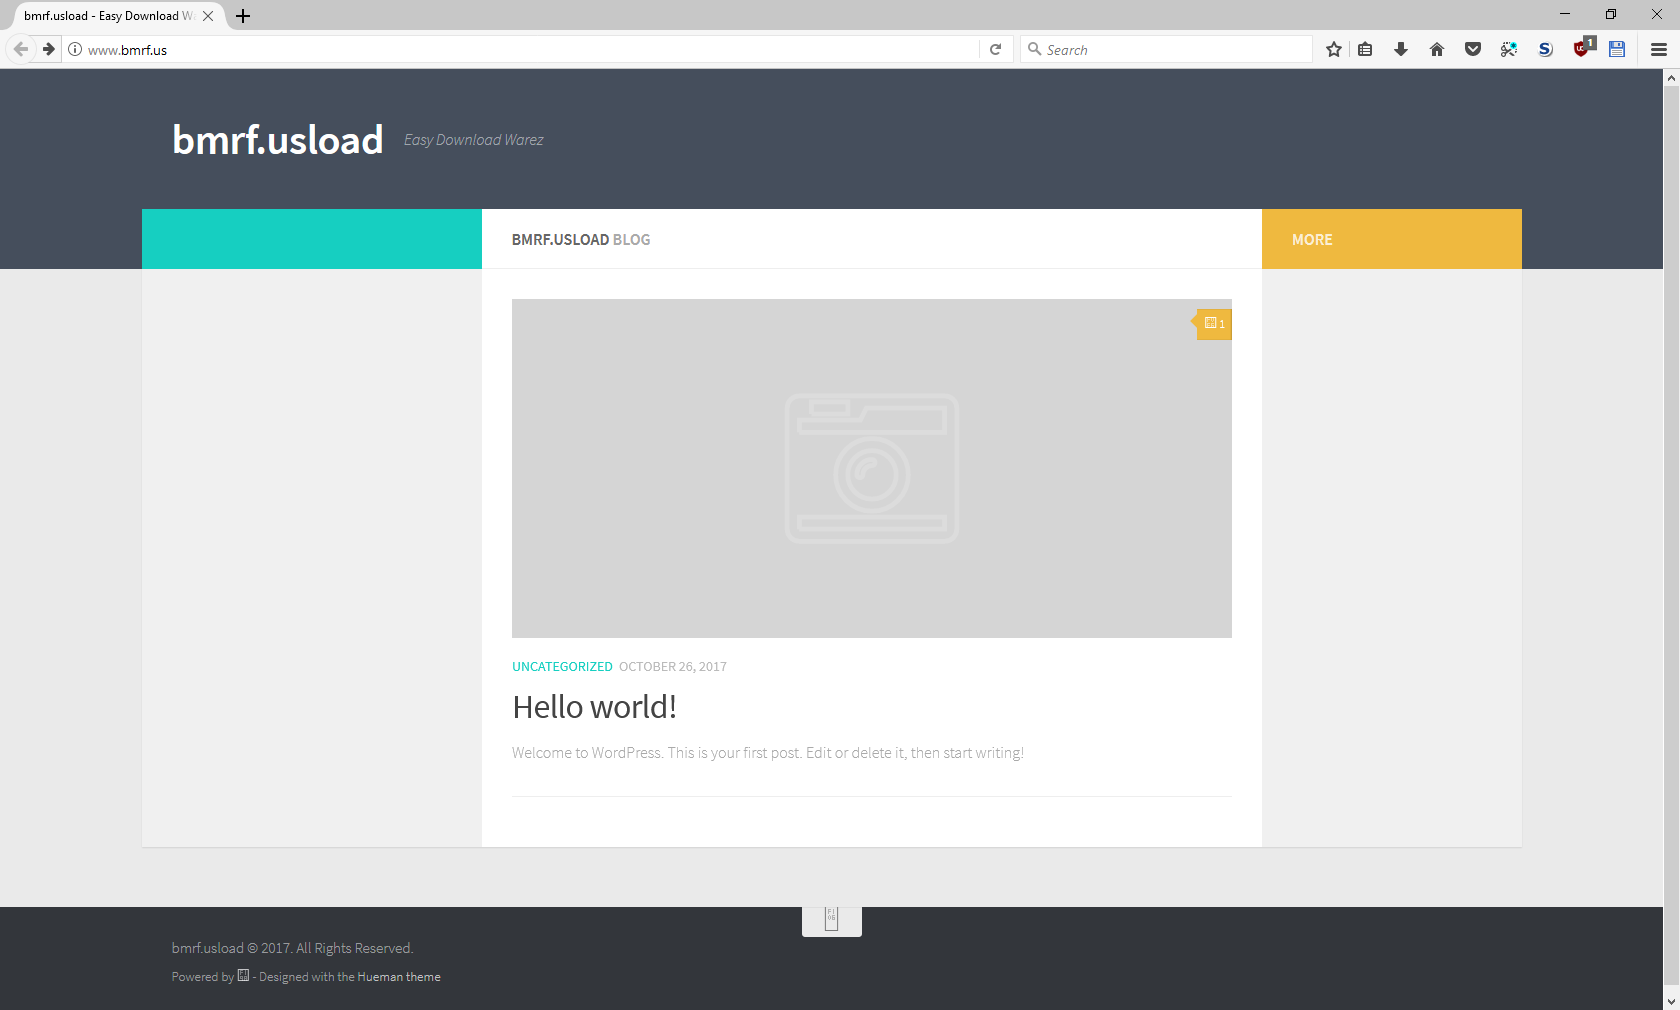 bmrf.usload - Easy Download Wa
www.bmrf.us
Search
1
bmrf.usload Easy Download Warez
BMRF.USLOAD BLOG
MORE
1
UNCATEGORIZED OCTOBER 26, 2017
Hello world!
Welcome to WordPress. This is your first post. Edit or delete it, then start writing!
bmrf.usload © 2017. All Rights Reserved.
Powered by - Designed with the Hueman theme